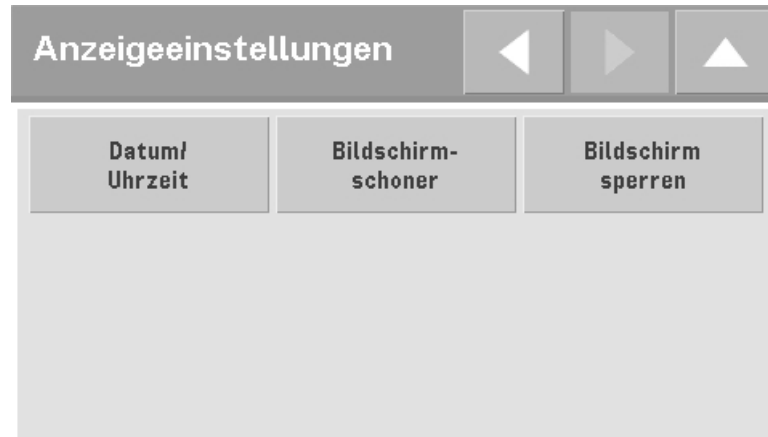 Anzeigeeinstellungen
Datum/
Uhrzeit
Bildschirm-
schoner
Bildschirm
sperren